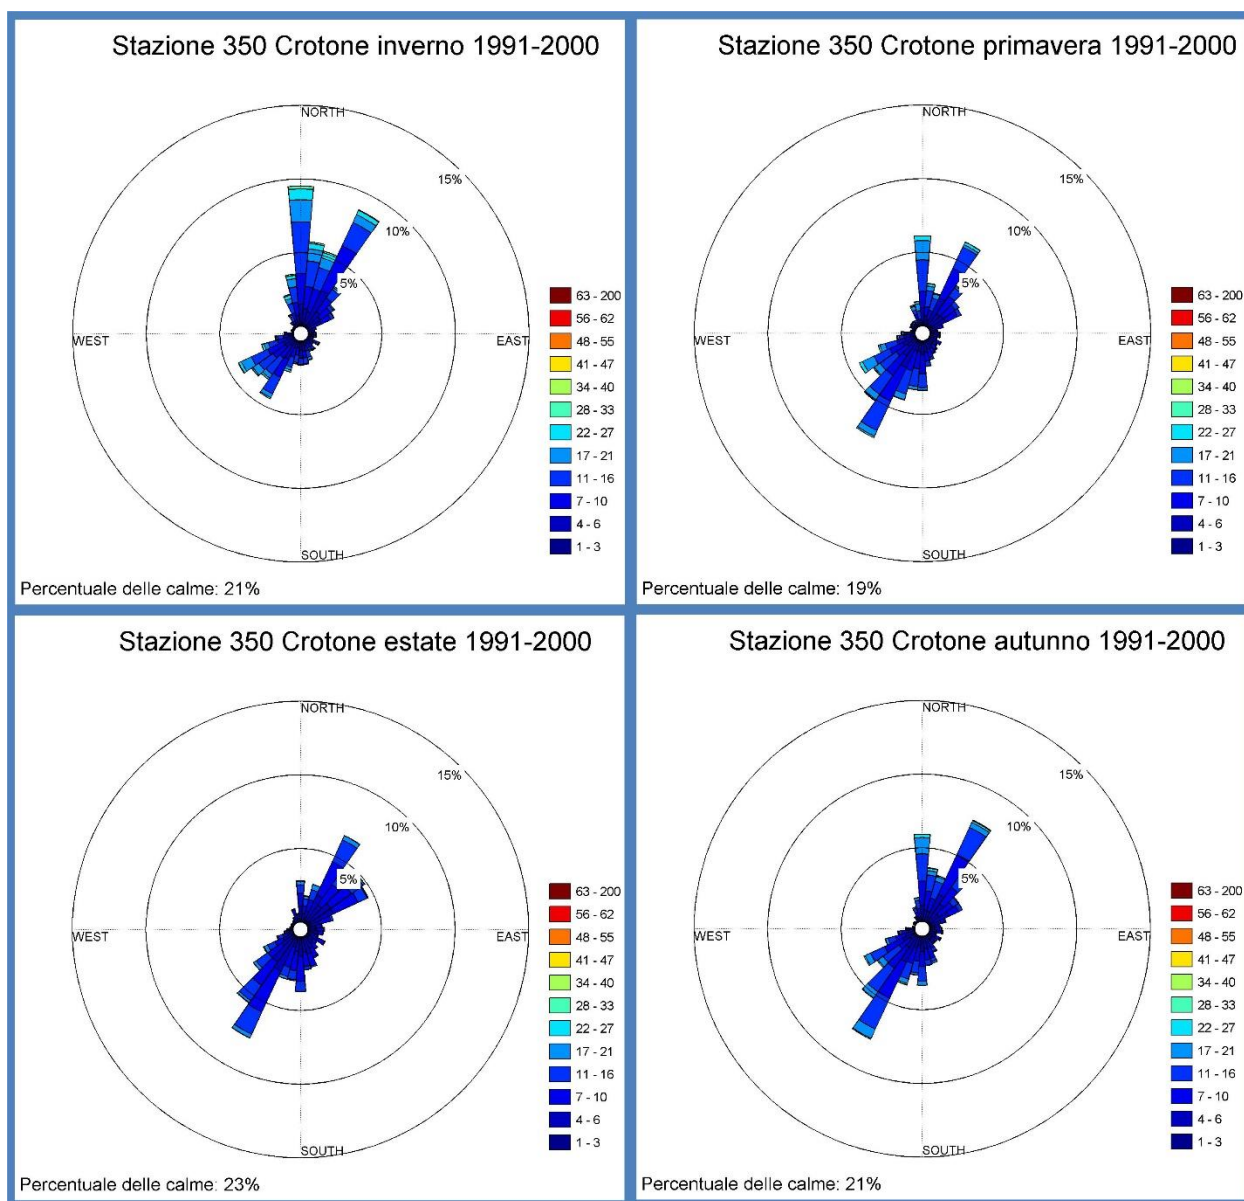 Stazione 350 Crotone inverno 1991-2000
NORTH
15%
10%
5%
WEST
EAST
SOUTH
63 - 200
56 - 62
48 - 55
41 - 47
34 - 40
28 - 33
22 - 27
17 - 21
11 - 16
7 - 10
4 - 6
1 - 3
Percentuale delle calme: 21%
Stazione 350 Crotone primavera 1991-2000
NORTH
15%
10%
5%
WEST
EAST
SOUTH
63 - 200
56 - 62
48 - 55
41 - 47
34 - 40
28 - 33
22 - 27
17 - 21
11 - 16
7 - 10
4 - 6
1 - 3
Percentuale delle calme: 19%
Stazione 350 Crotone estate 1991-2000
NORTH
15%
10%
5%
WEST
EAST
SOUTH
63 - 200
56 - 62
48 - 55
41 - 47
34 - 40
28 - 33
22 - 27
17 - 21
11 - 16
7 - 10
4 - 6
1 - 3
Percentuale delle calme: 23%
Stazione 350 Crotone autunno 1991-2000
NORTH
15%
10%
5%
WEST
EAST
SOUTH
63 - 200
56 - 62
48 - 55
41 - 47
34 - 40
28 - 33
22 - 27
17 - 21
11 - 16
7 - 10
4 - 6
1 - 3
Percentuale delle calme: 21%